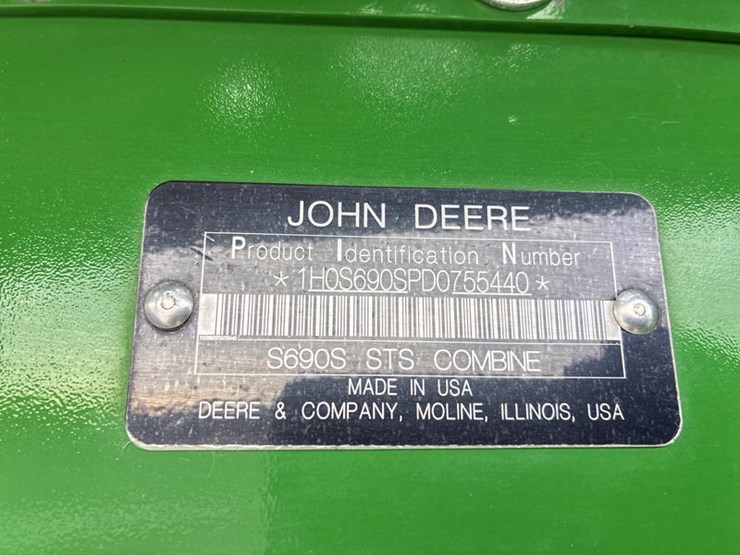 JOHN DEERE
Product Identification Number
*1H0S690SPD0755440*
S690S STS COMBINE
MADE IN USA
DEERE & COMPANY, MOLINE, ILLINOIS, USA